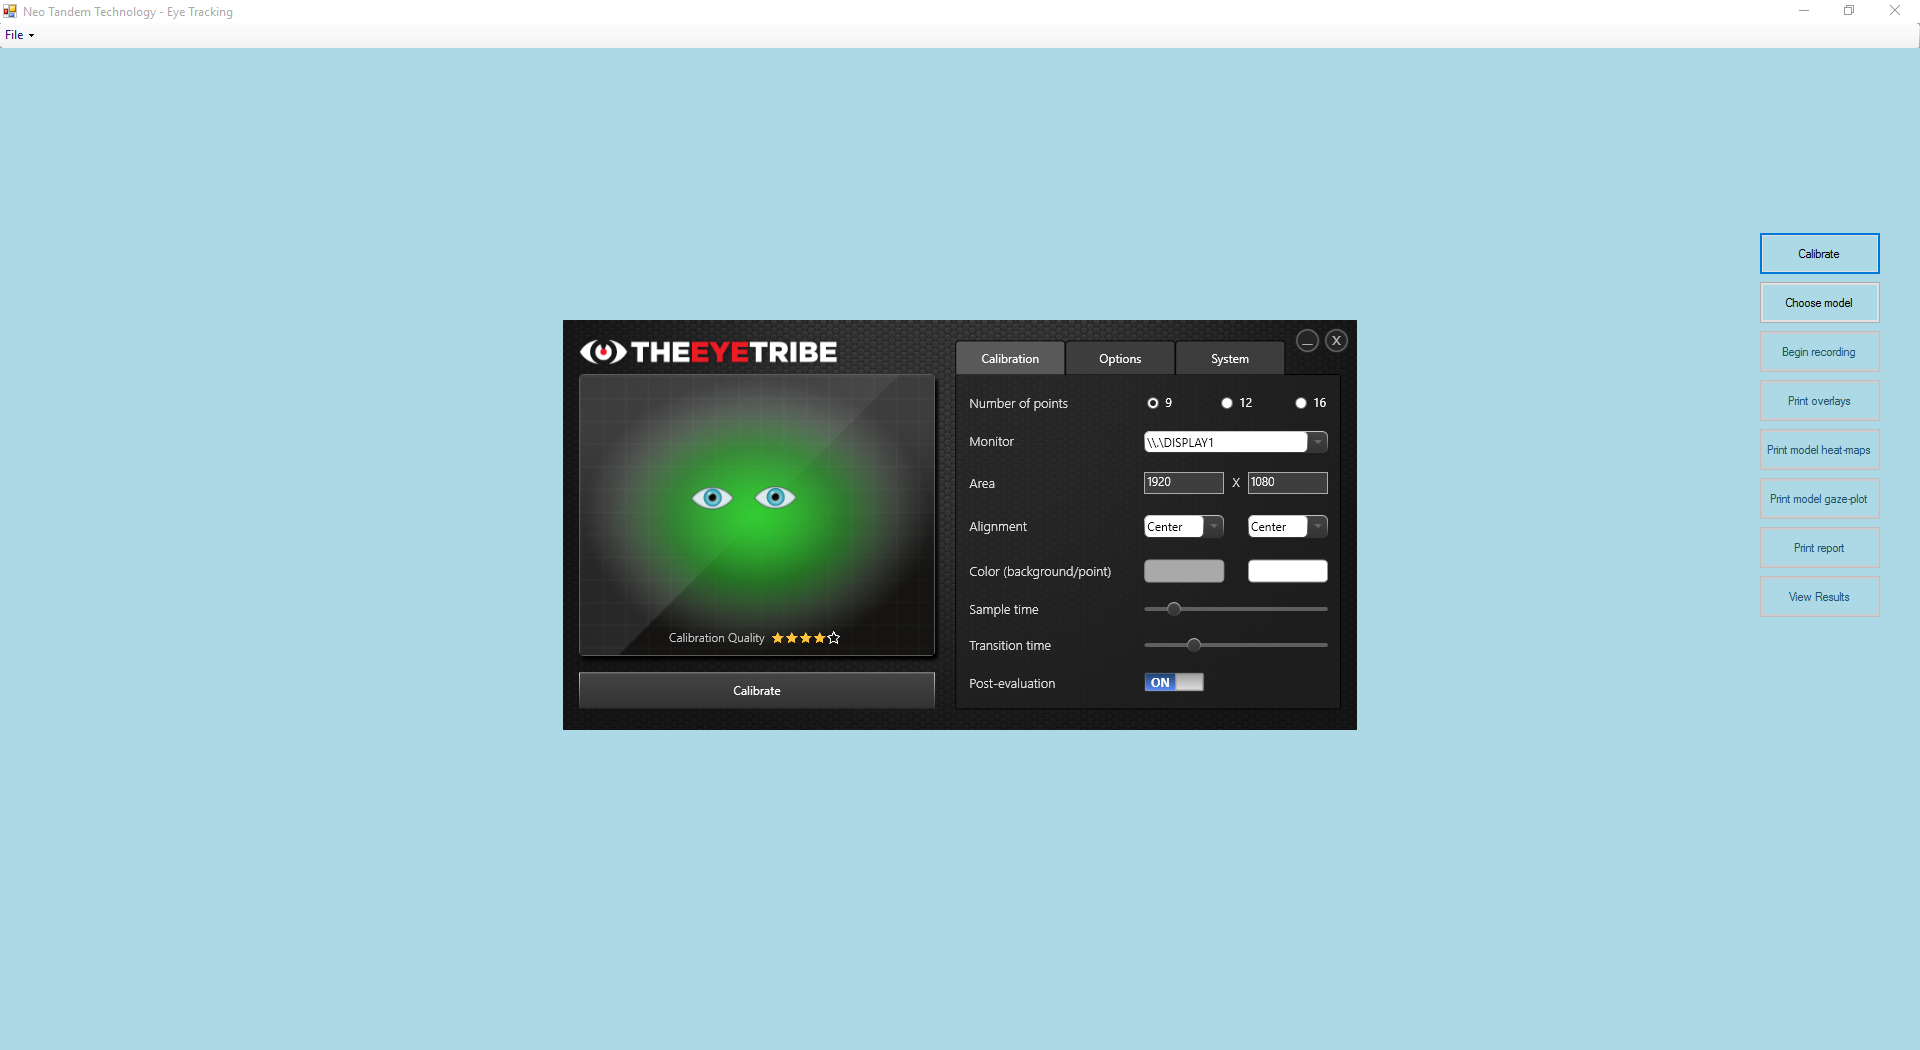 Neo Tandem Technology - Eye Tracking
File
THEEYETRIBE
Calibration Quality
Calibrate
Calibration
Options
System
X
Number of points
9
12
16
Monitor
\\.\DISPLAY1
Area
1920 X 1080
Alignment
Center
Center
Color (background/point)
Sample time
Transition time
Post-evaluation
ON
Calibrate
Choose model
Begin recording
Print overlays
Print model heat-maps
Print model gaze-plot
Print report
View Results